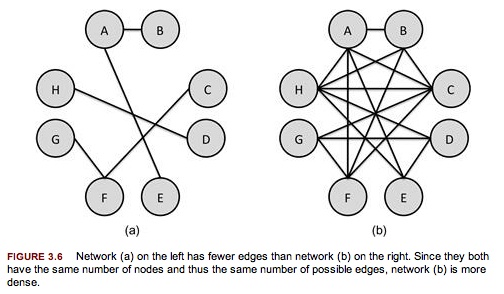 A B A B
H C H C
G D G D
F E F E
(a) (b)
FIGURE 3.6 Network (a) on the left has fewer edges than network (b) on the right. Since they both
have the same number of nodes and thus the same number of possible edges, network (b) is more
dense.